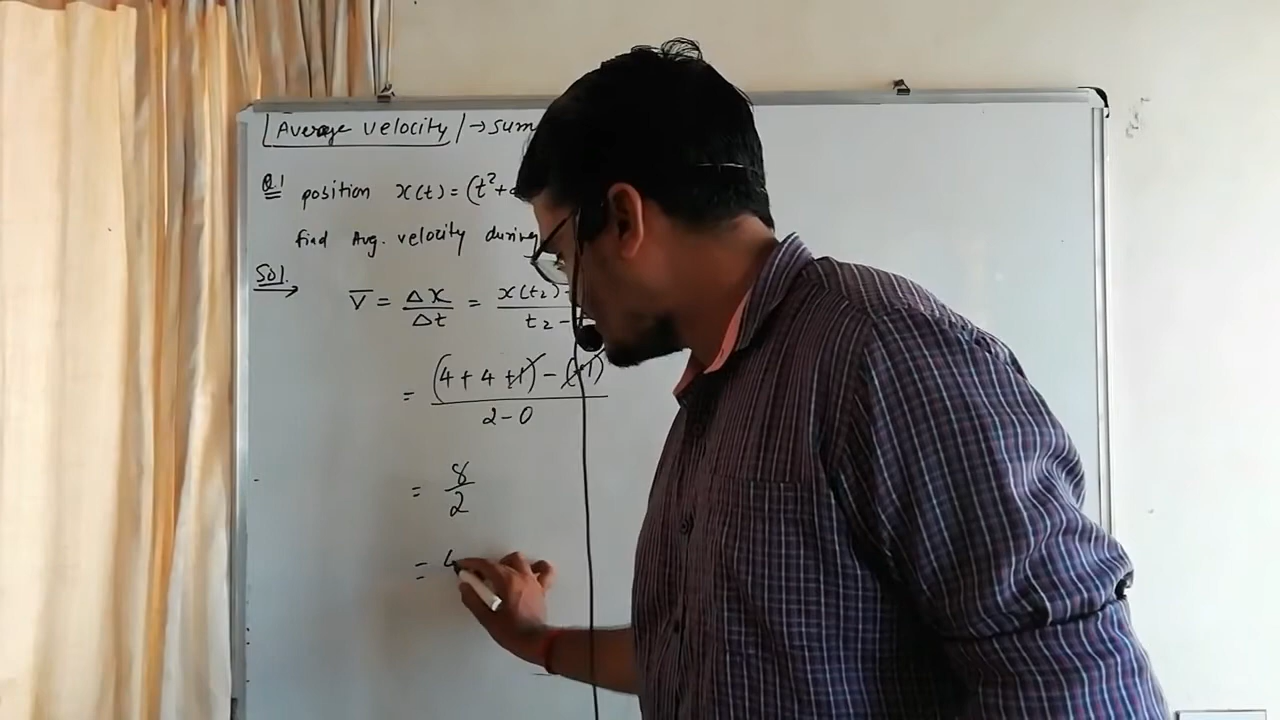 Average velocity → sum
Q.1 position x(t) = (t² +
find Avg. velocity during
Sol.
V̅ = Δx/Δt = x(t₂) - / t₂ -
= (4 + 4 + 1) - (+1) / 2 - 0
= 8/2
= 4